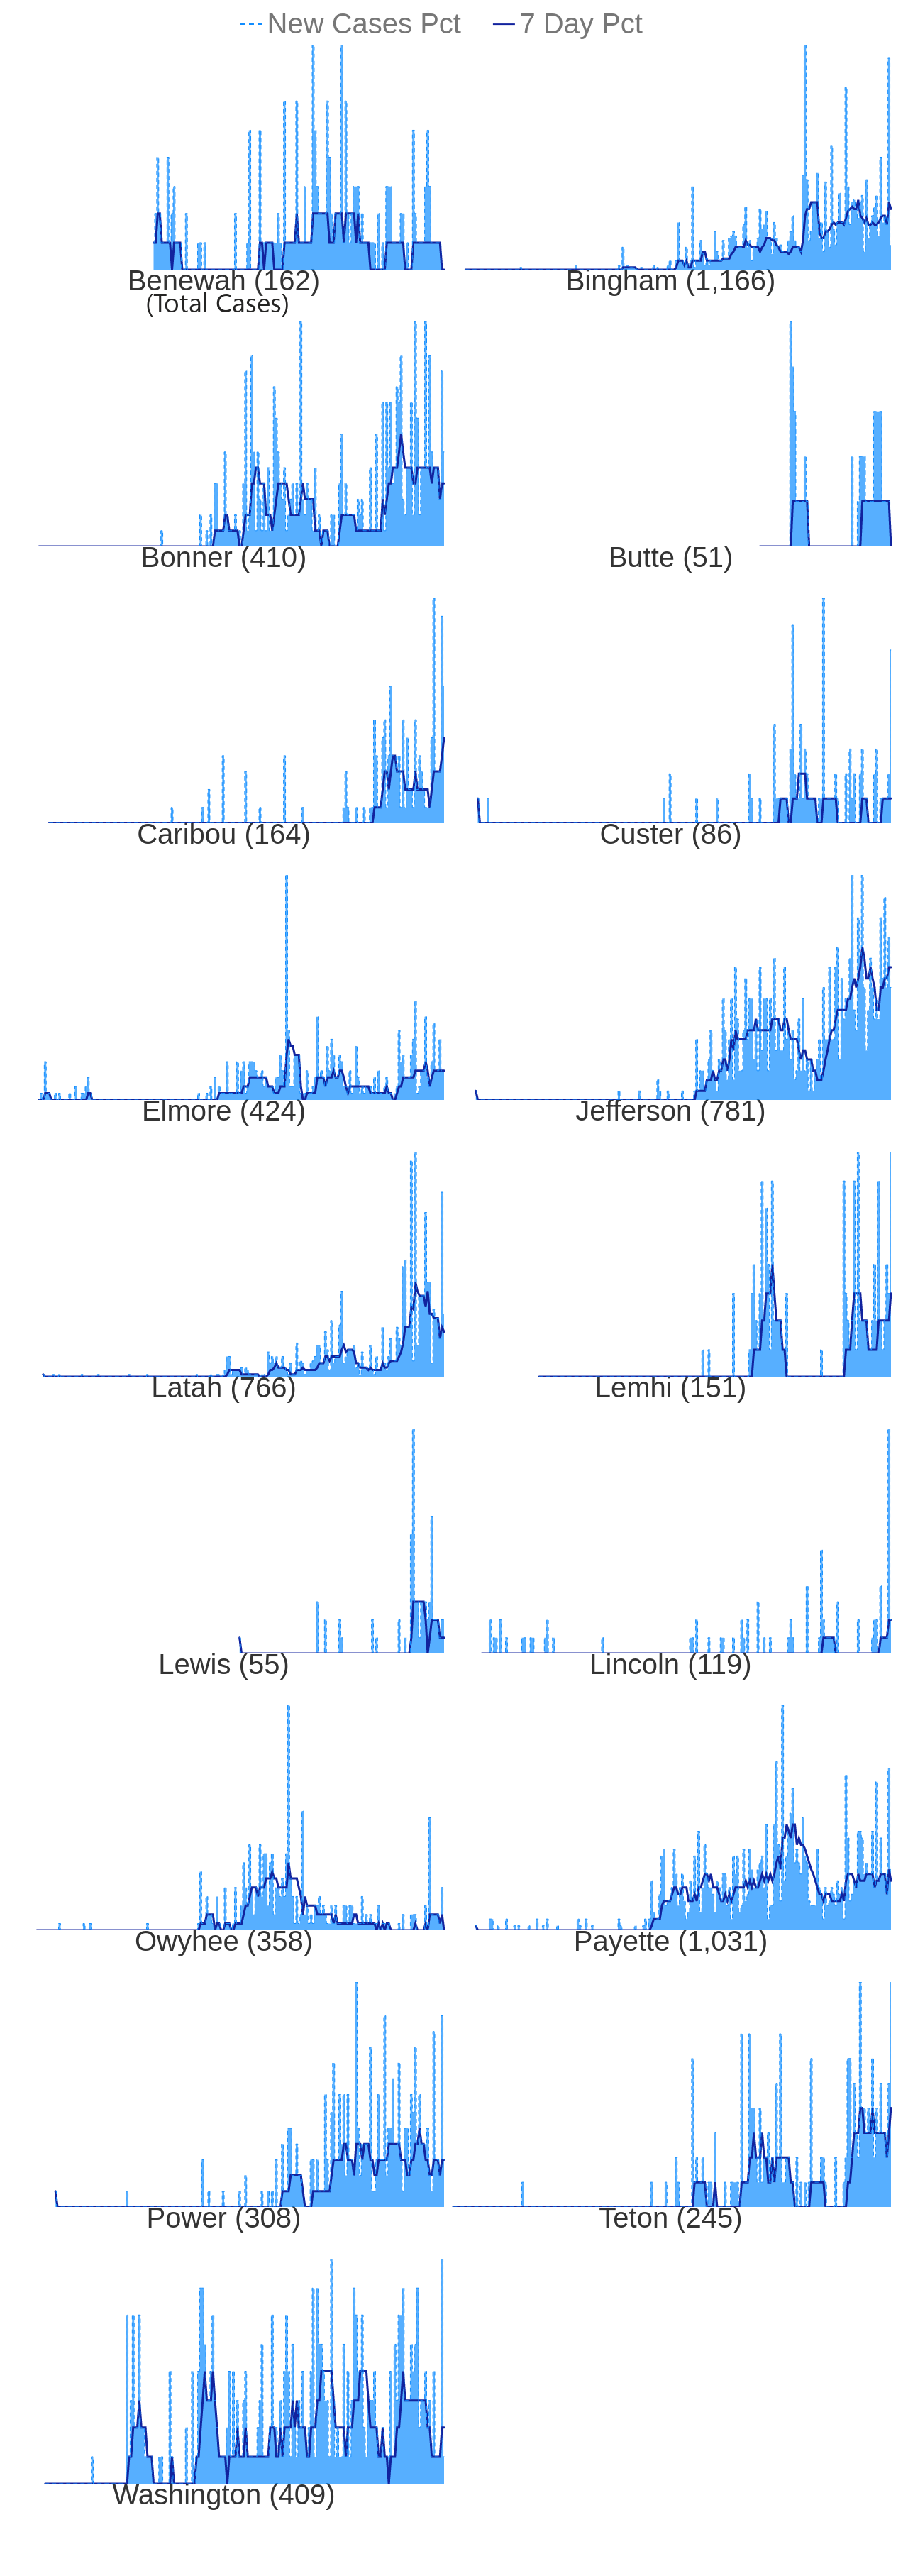 New Cases Pct 7 Day Pct
Benewah (162) Bingham (1,166)
(Total Cases)
Bonner (410) Butte (51)
Caribou (164) Custer (86)
Elmore (424) Jefferson (781)
Latah (766) Lemhi (151)
Lewis (55) Lincoln (119)
Owyhee (358) Payette (1,031)
Power (308) Teton (245)
Washington (409)